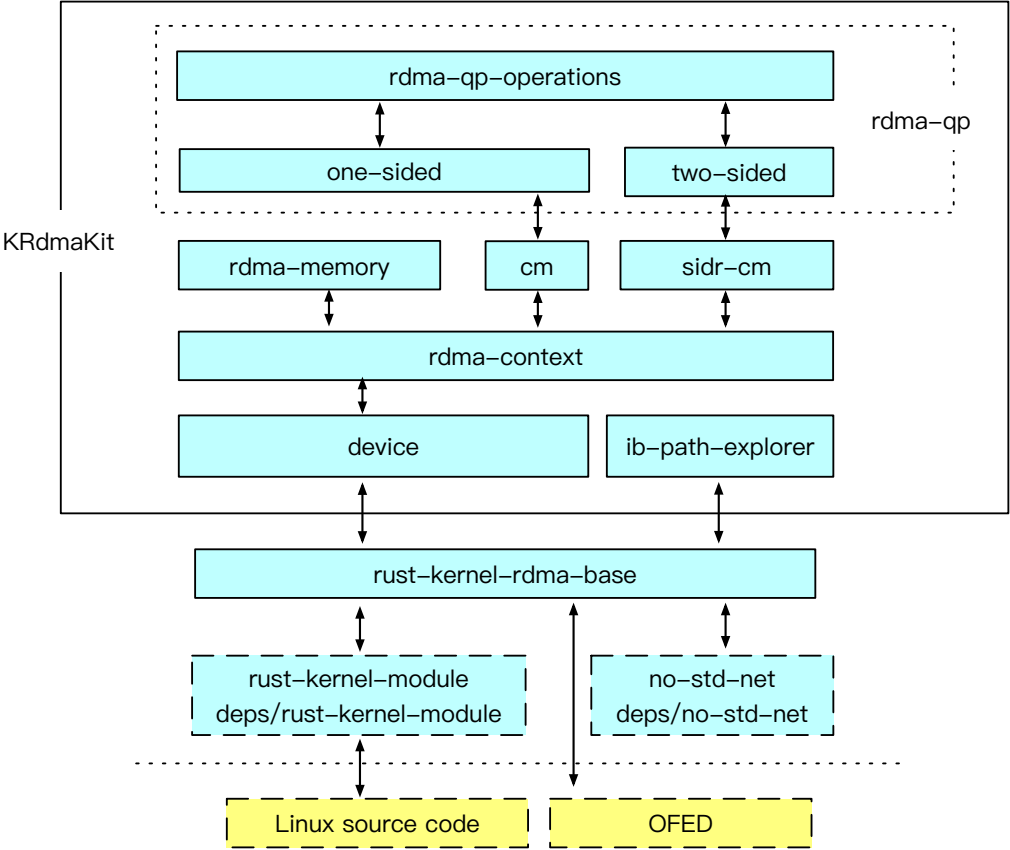 rdma-qp-operations
rdma-qp
one-sided
two-sided
KRdmaKit
rdma-memory
cm
sidr-cm
rdma-context
device
ib-path-explorer
rust-kernel-rdma-base
rust-kernel-module
deps/rust-kernel-module
no-std-net
deps/no-std-net
Linux source code
OFED